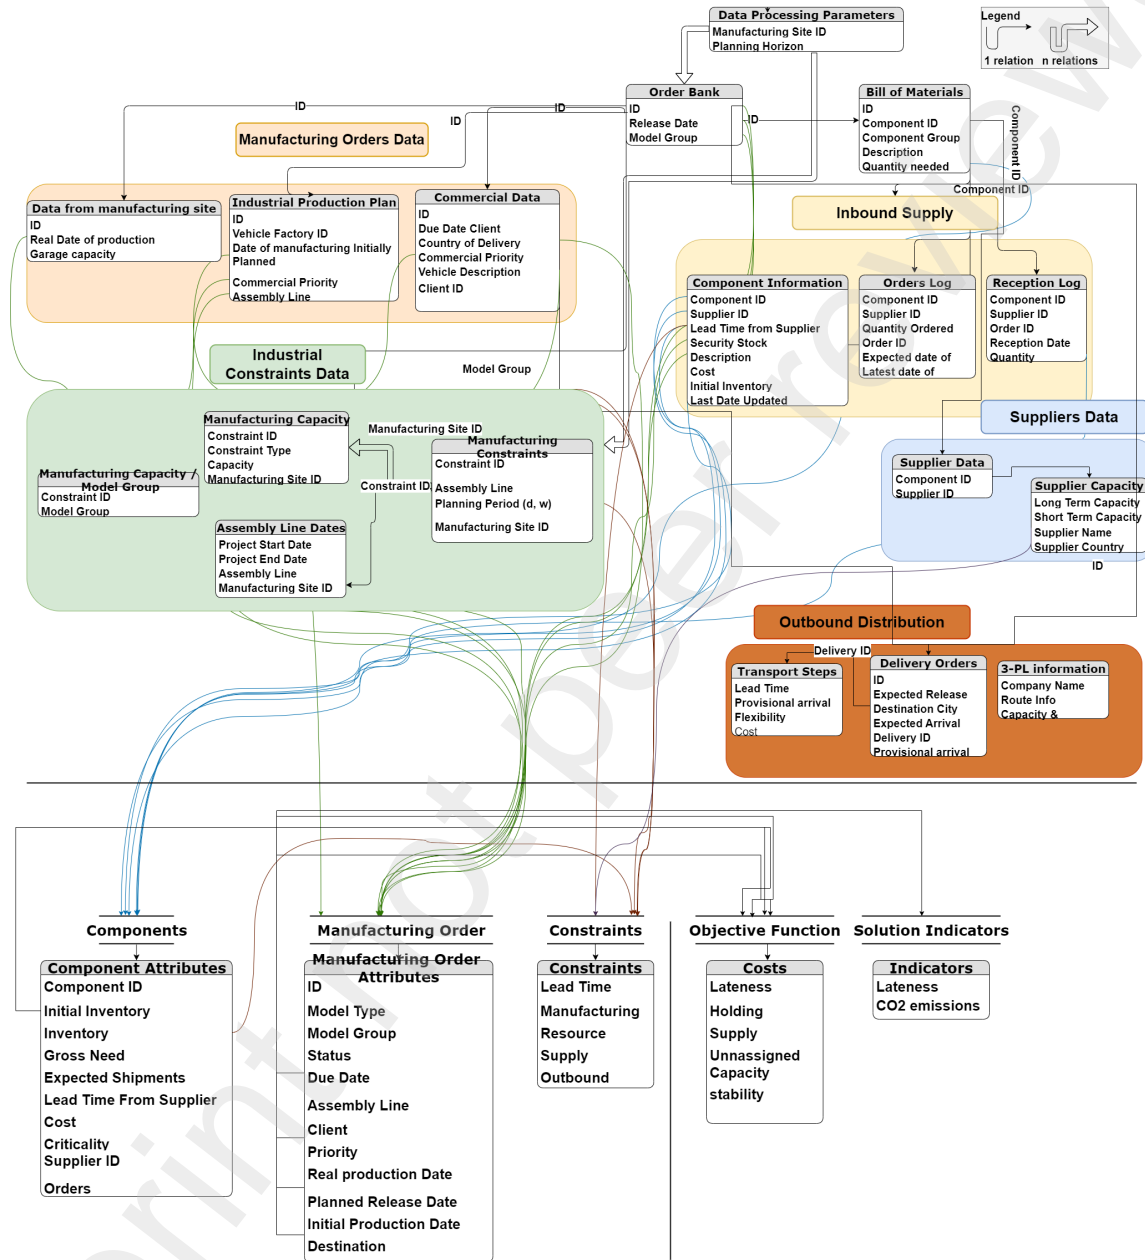 Data Processing Parameters
Manufacturing Site ID
Planning Horizon
Legend
1 relation
n relations
Order Bank
ID
Release Date
Model Group
Bill of Materials
ID
Component ID
Component Group
Description
Quantity needed
ID
ID
ID
ID
Component ID
Component ID
Manufacturing Orders Data
Data from manufacturing site
ID
Real Date of production
Garage capacity
Industrial Production Plan
ID
Vehicle Factory ID
Date of manufacturing Initially
Planned
Commercial Priority
Assembly Line
Commercial Data
ID
Due Date Client
Country of Delivery
Commercial Priority
Vehicle Description
Client ID
Inbound Supply
Component Information
Component ID
Supplier ID
Lead Time from Supplier
Security Stock
Description
Cost
Initial Inventory
Last Date Updated
Orders Log
Component ID
Supplier ID
Quantity Ordered
Order ID
Expected date of
Latest date of
Reception Log
Component ID
Supplier ID
Order ID
Reception Date
Quantity
Industrial
Constraints Data
Model Group
Manufacturing Capacity
Constraint ID
Constraint Type
Capacity
Manufacturing Site ID
Manufacturing Site ID
Constraint ID
Manufacturing
Constraints
Constraint ID
Assembly Line
Planning Period (d, w)
Manufacturing Site ID
Manufacturing Capacity /
Model Group
Constraint ID
Model Group
Assembly Line Dates
Project Start Date
Project End Date
Assembly Line
Manufacturing Site ID
Suppliers Data
Supplier Data
Component ID
Supplier ID
Supplier Capacity
Long Term Capacity
Short Term Capacity
Supplier Name
Supplier Country
ID
Outbound Distribution
Delivery ID
Transport Steps
Lead Time
Provisional arrival
Flexibility
Cost
Delivery Orders
ID
Expected Release
Destination City
Expected Arrival
Delivery ID
Provisional arrival
3-PL information
Company Name
Route Info
Capacity &
Components
Manufacturing Order
Constraints
Objective Function
Solution Indicators
Component Attributes
Component ID
Initial Inventory
Inventory
Gross Need
Expected Shipments
Lead Time From Supplier
Cost
Criticality
Supplier ID
Orders
Manufacturing Order
Attributes
ID
Model Type
Model Group
Status
Due Date
Assembly Line
Client
Priority
Real production Date
Planned Release Date
Initial Production Date
Destination
Constraints
Lead Time
Manufacturing
Resource
Supply
Outbound
Costs
Lateness
Holding
Supply
Unnassigned
Capacity
stability
Indicators
Lateness
CO2 emissions
rint not peer review